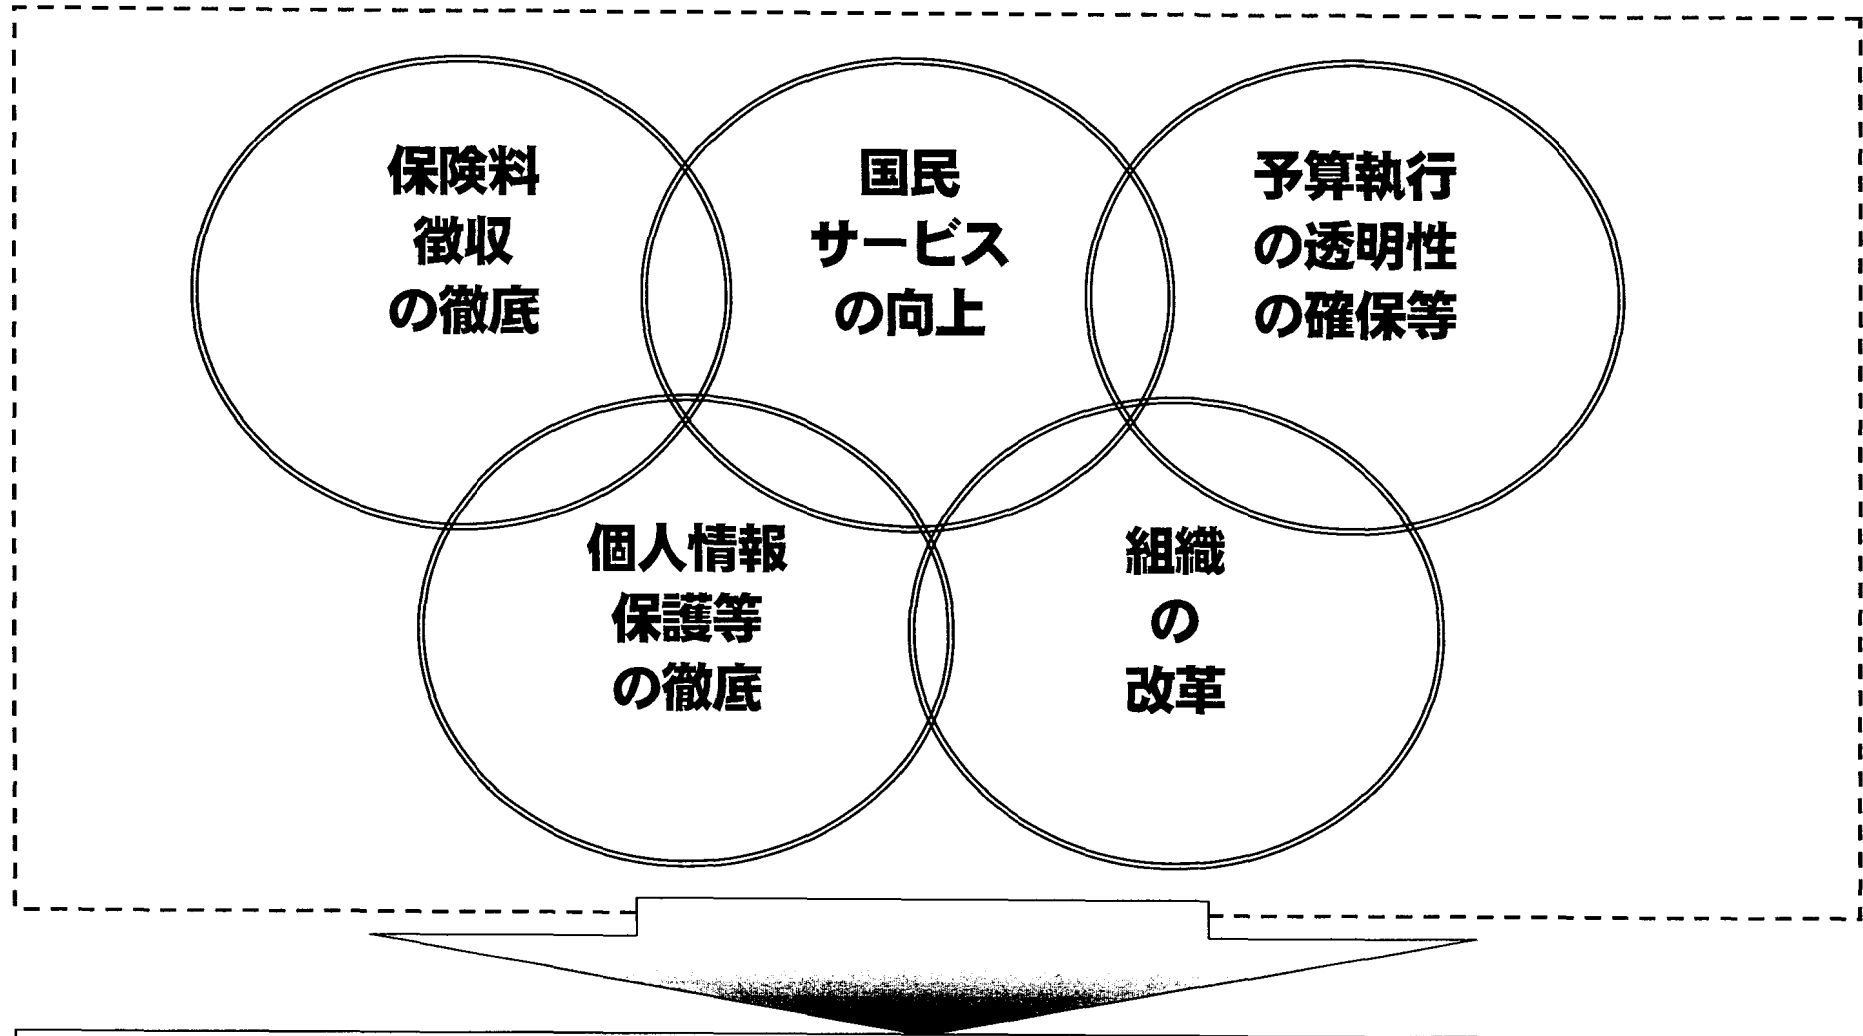 保険料
徴収
の徹底
国民
サービス
の向上
予算執行
の透明性
の確保等
個人情報
保護等
の徹底
組織
の
改革